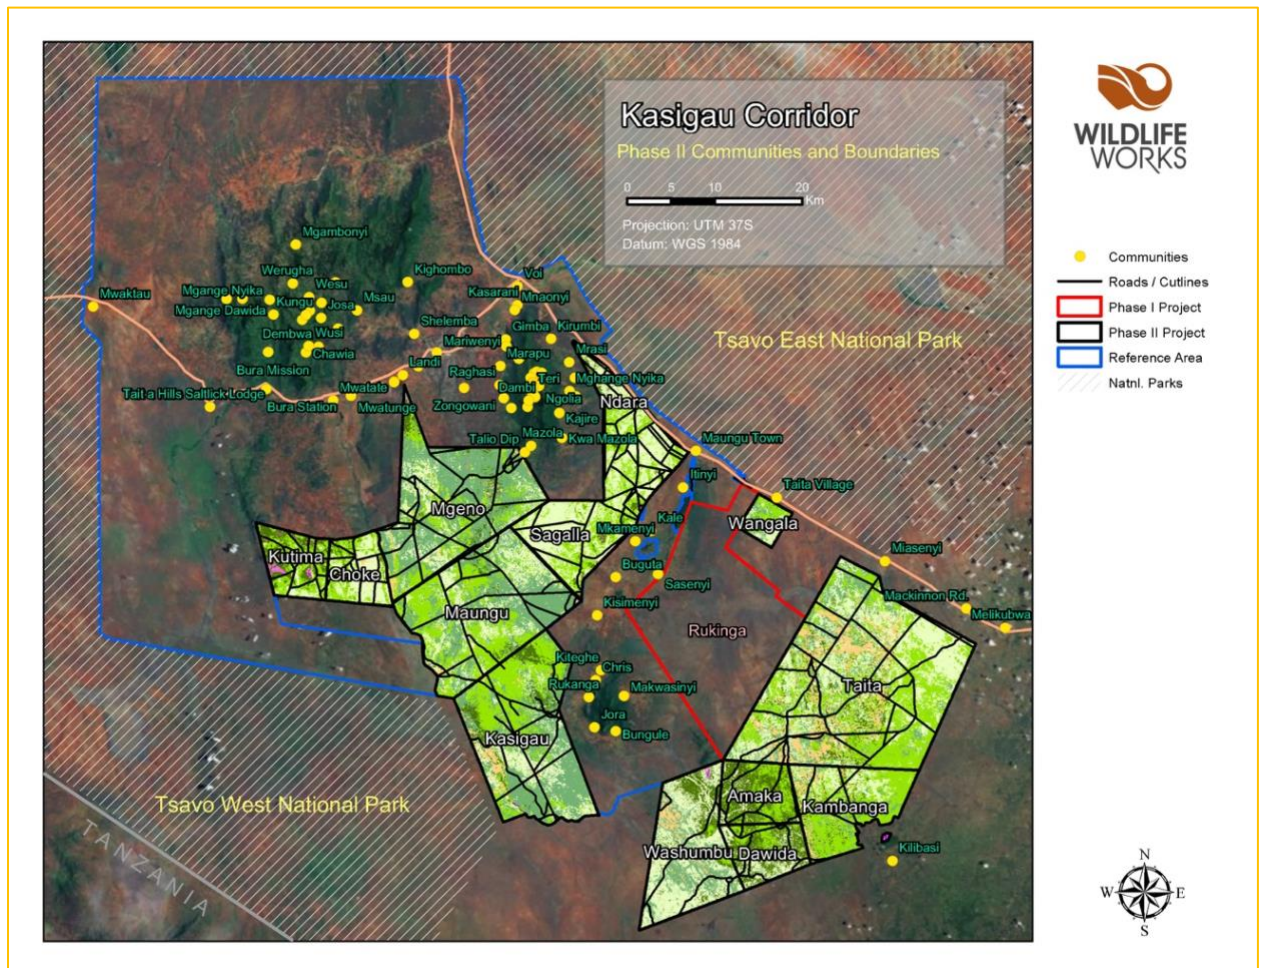 Kasigau Corridor
Phase II Communities and Boundaries
0 5 10 20
Km
Projection: UTM 37S
Datum: WGS 1984
WILDLIFE
WORKS
Communities
Roads / Cutlines
Phase I Project
Phase II Project
Reference Area
Natnl. Parks
Mgambonyi
Werugha
Wesu
Kighombo
Voi
Mwaktau
Mgange Nyika
Kungu
Josa
Msau
Kasarani
Mnaonyi
Mgange Dawida
Shelemba
Gimba
Kirumbi
Dembwa
Wusi
Mariwenyi
Tsavo East National Park
Chawia
Landi
Marapu
Mrasi
Bura Mission
Raghasi
Teri
Mghange Nyika
Tait a Hills Saltlick Lodge
Mwatate
Dambi
Ngolia
Ndara
Bura Station
Mwatunge
Zongowani
Kajire
Talio Dip
Mazola
Kwa Mazola
Maungu Town
Itinyi
Taita Village
Mgeno
Kale
Wangala
Sagalla
Mkamenyi
Kutima
Choke
Buguta
Sasenyi
Miasenyi
Mackinnon Rd.
Melikubwa
Maungu
Kisimenyi
Rukinga
Kiteghe
Chris
Rukanga
Makwasinyi
Taita
Jora
Kasigau
Bungule
Tsavo West National Park
Amaka
Kambanga
TANZANIA
Washumbu
Dawida
Kilibasi
N
W
E
S